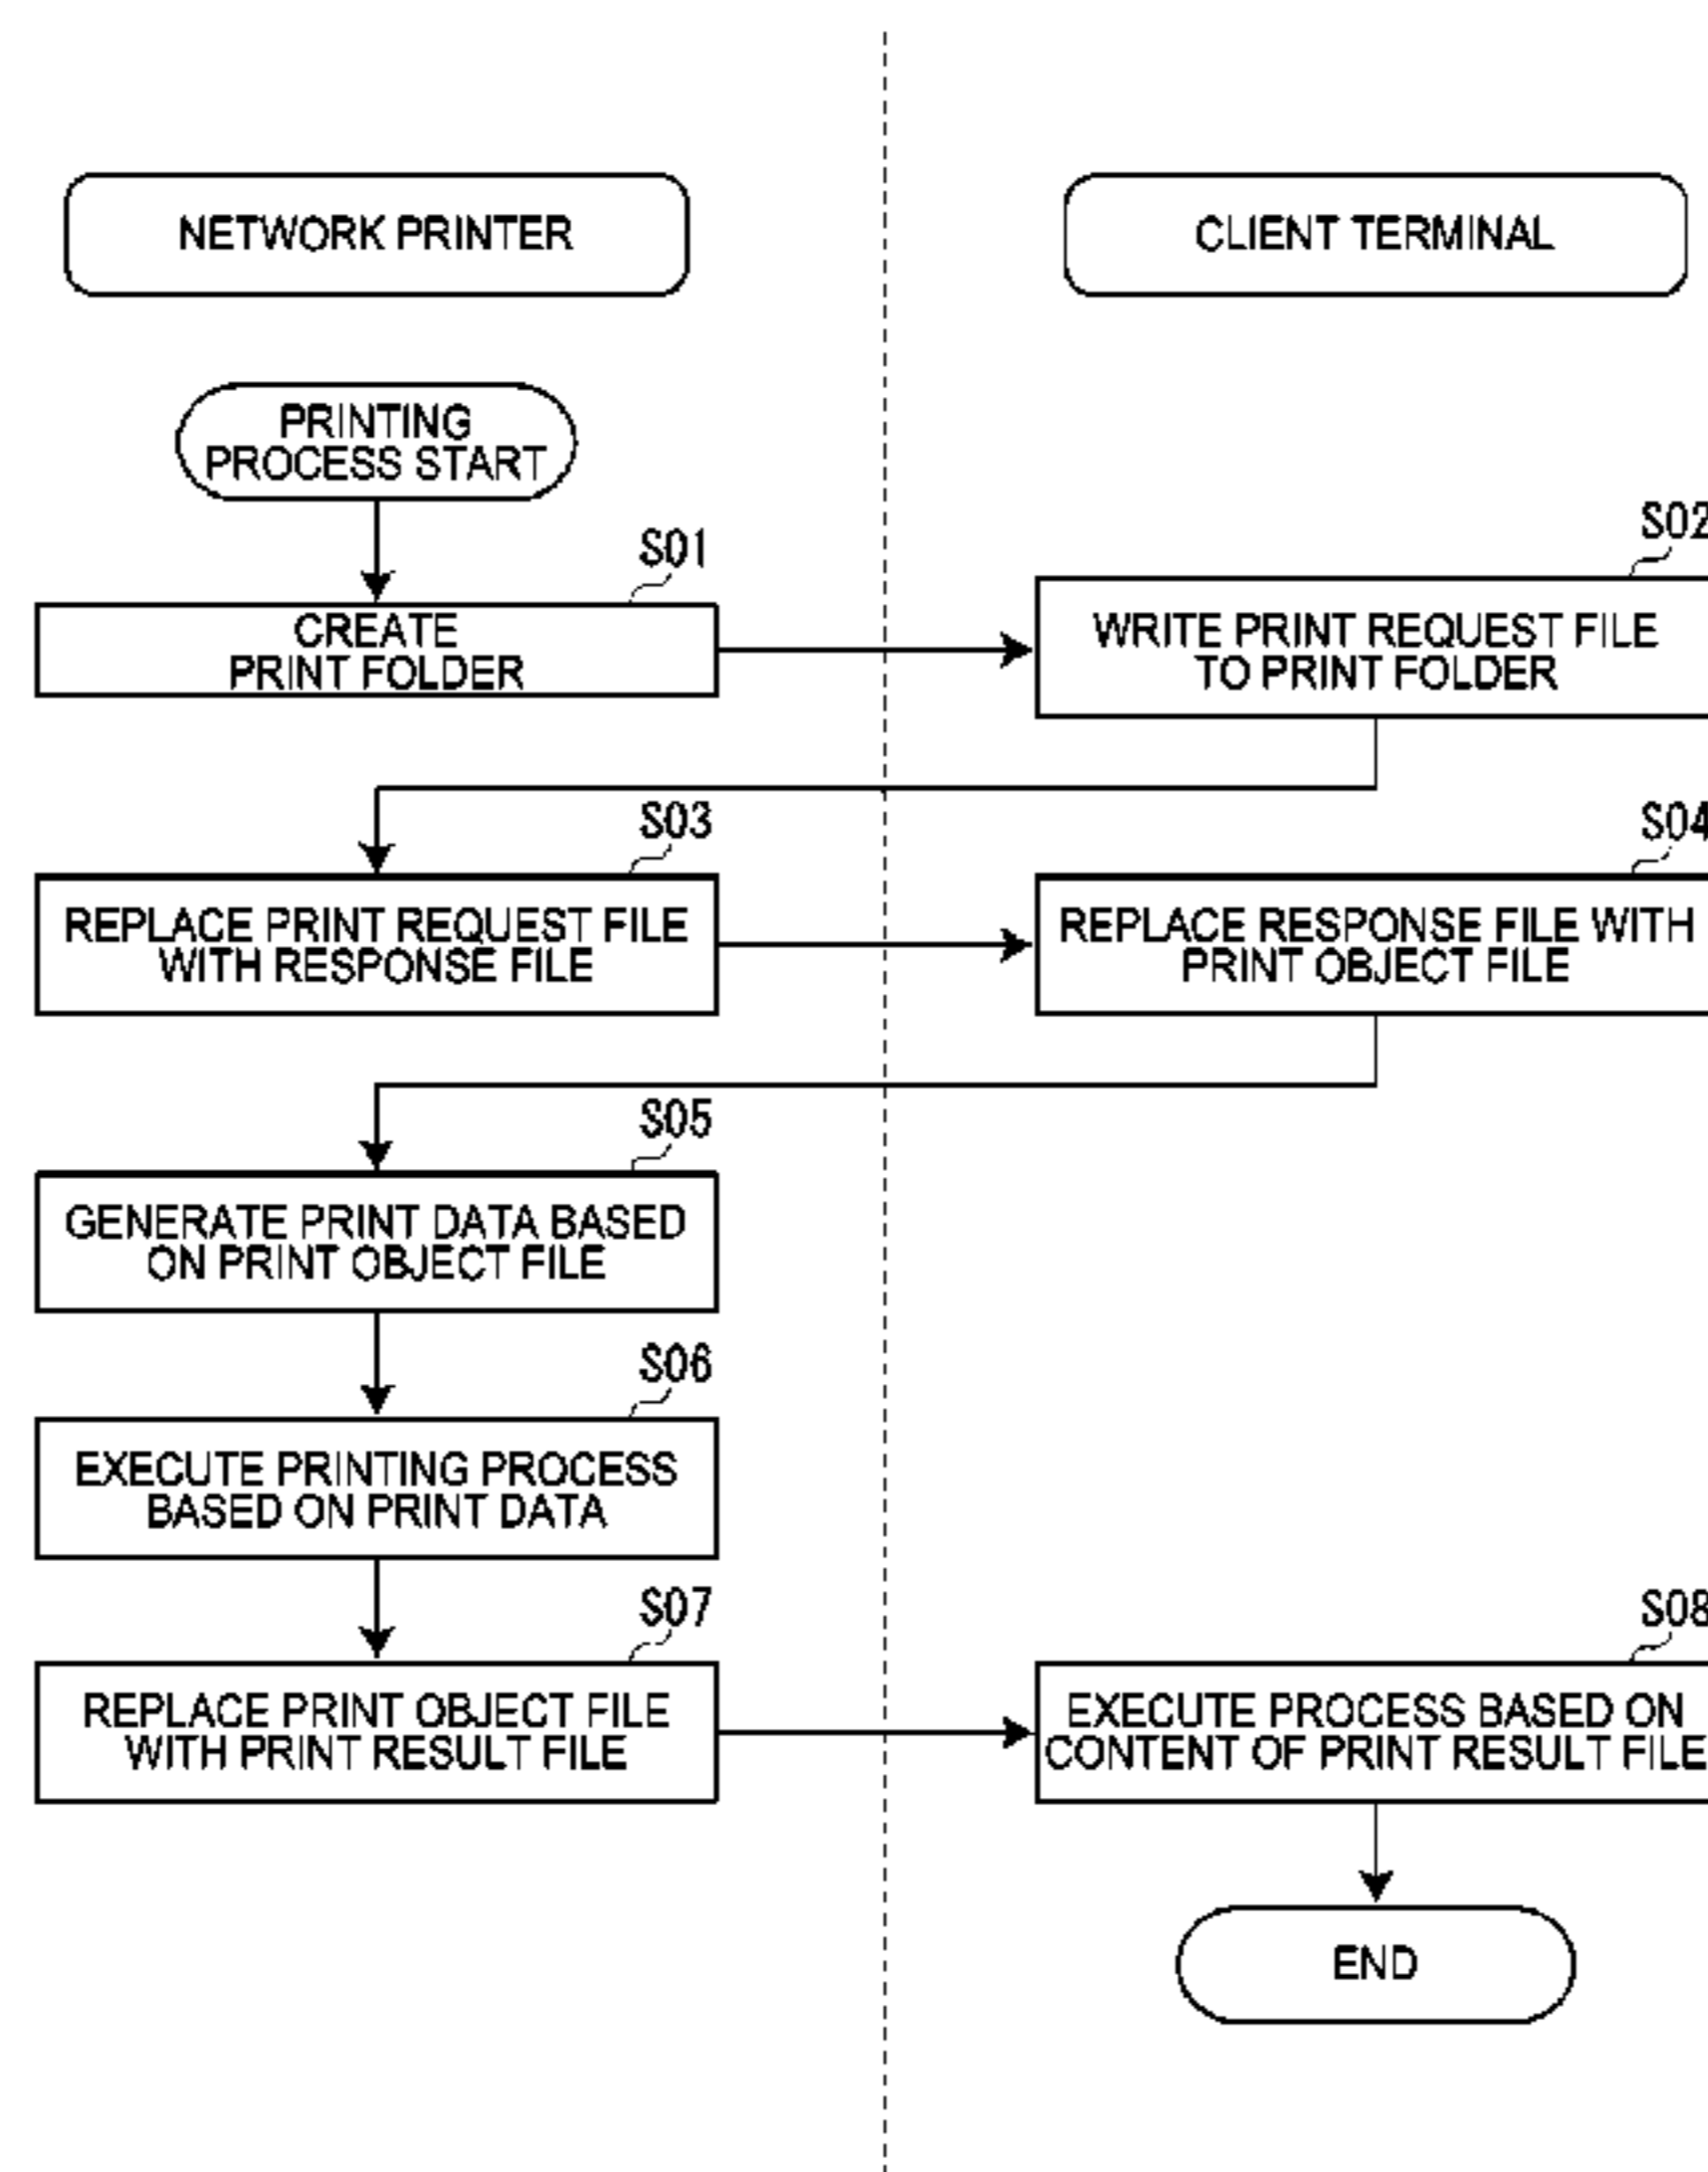 NETWORK PRINTER
CLIENT TERMINAL
PRINTING
PROCESS START
S01
CREATE
PRINT FOLDER
S02
WRITE PRINT REQUEST FILE
TO PRINT FOLDER
S03
REPLACE PRINT REQUEST FILE
WITH RESPONSE FILE
S04
REPLACE RESPONSE FILE WITH
PRINT OBJECT FILE
S05
GENERATE PRINT DATA BASED
ON PRINT OBJECT FILE
S06
EXECUTE PRINTING PROCESS
BASED ON PRINT DATA
S07
REPLACE PRINT OBJECT FILE
WITH PRINT RESULT FILE
S08
EXECUTE PROCESS BASED ON
CONTENT OF PRINT RESULT FILE
END